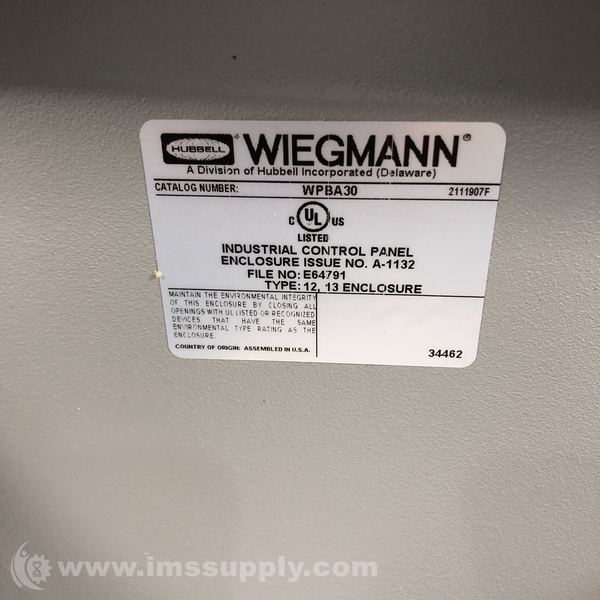 HUBBELL® WIEGMANN®
A Division of Hubbell Incorporated (Delaware)
CATALOG NUMBER: WPBA30 2111907F
C UL US
LISTED
INDUSTRIAL CONTROL PANEL
ENCLOSURE ISSUE NO. A-1132
FILE NO: E64791
TYPE: 12, 13 ENCLOSURE
MAINTAIN THE ENVIRONMENTAL INTEGRITY
OF THIS ENCLOSURE BY CLOSING ALL
OPENINGS WITH UL LISTED OR RECOGNIZED
DEVICES THAT HAVE THE SAME
ENVIRONMENTAL TYPE RATING AS THE
ENCLOSURE.
COUNTRY OF ORIGIN: ASSEMBLED IN U.S.A.
34462
www.imssupply.com